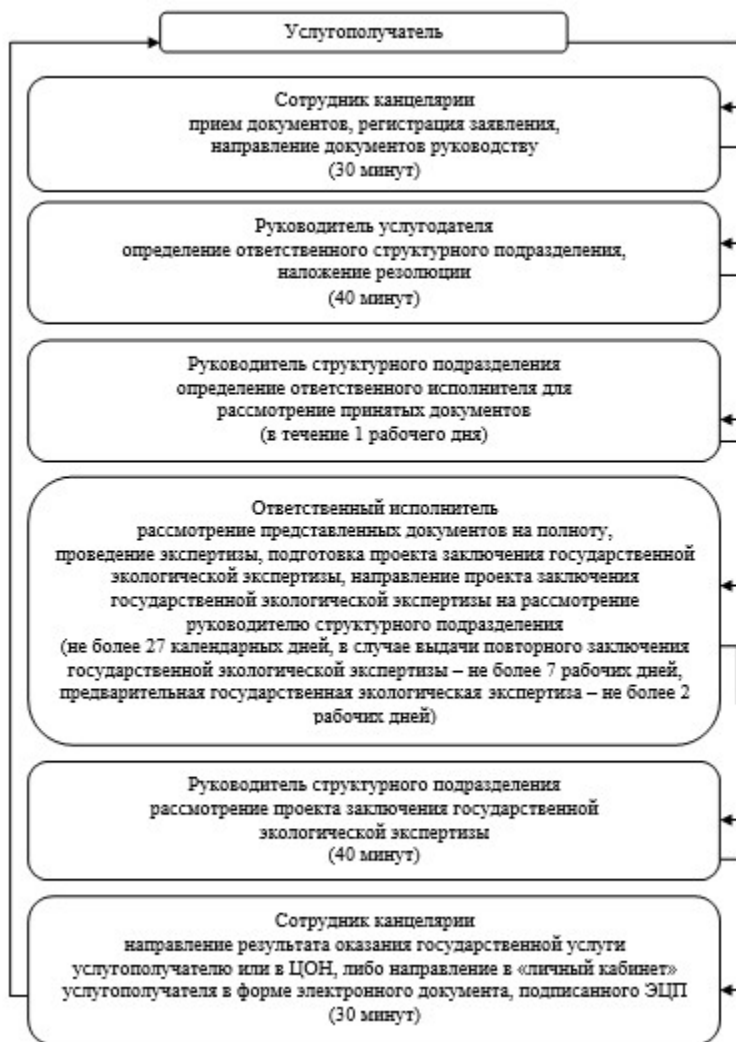 Услугополучатель
Сотрудник канцелярии
прием документов, регистрация заявления,
направление документов руководству
(30 минут)
Руководитель услугодателя
определение ответственного структурного подразделения,
наложение резолюции
(40 минут)
Руководитель структурного подразделения
определение ответственного исполнителя для
рассмотрение принятых документов
(в течение 1 рабочего дня)
Ответственный исполнитель
рассмотрение представленных документов на полноту,
проведение экспертизы, подготовка проекта заключения государственной
экологической экспертизы, направление проекта заключения
государственной экологической экспертизы на рассмотрение
руководителю структурного подразделения
(не более 27 календарных дней, в случае выдачи повторного заключения
государственной экологической экспертизы – не более 7 рабочих дней,
предварительная государственная экологическая экспертиза – не более 2
рабочих дней)
Руководитель структурного подразделения
рассмотрение проекта заключения государственной
экологической экспертизы
(40 минут)
Сотрудник канцелярии
направление результата оказания государственной услуги
услугополучателю или в ЦОН, либо направление в «личный кабинет»
услугополучателя в форме электронного документа, подписанного ЭЦП
(30 минут)